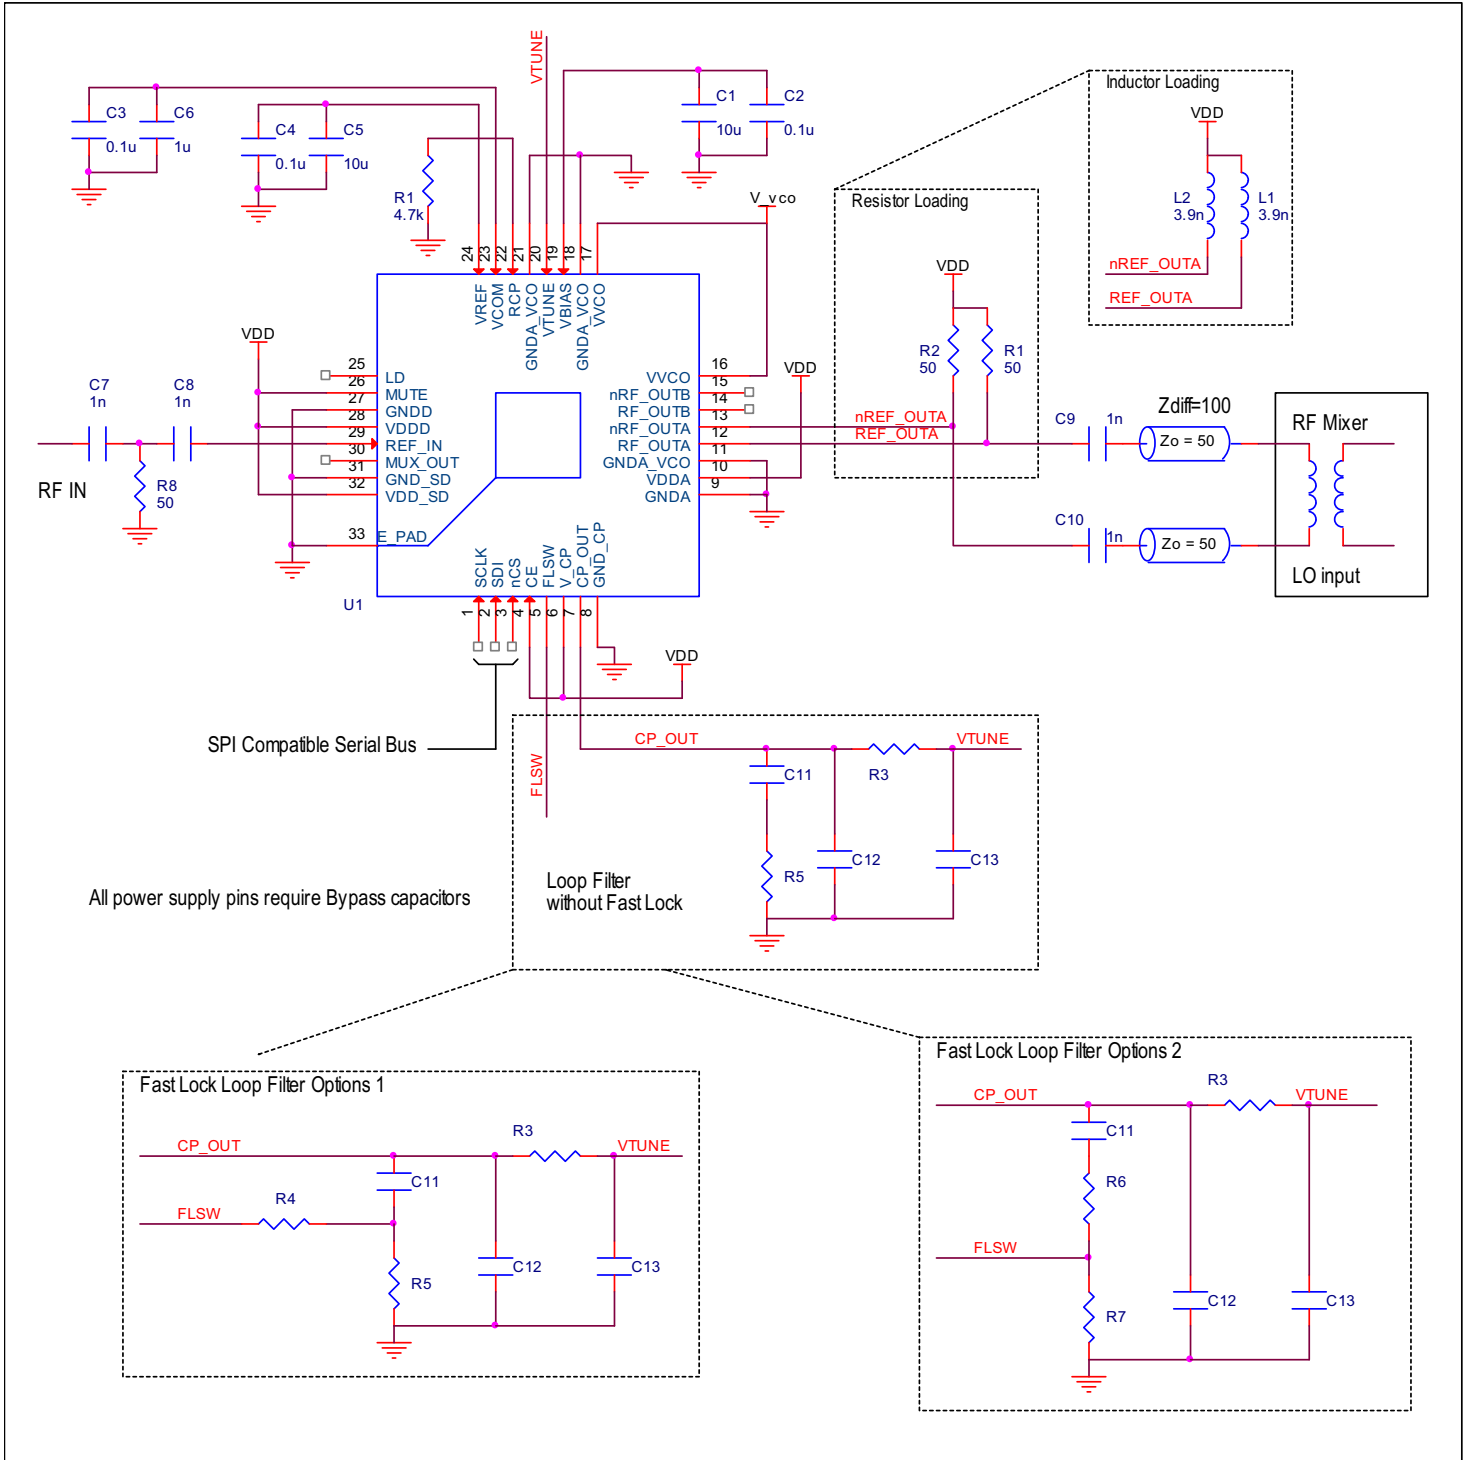 VTUNE
Inductor Loading
VDD
L2
3.9n
L1
3.9n
nREF_OUTA
REF_OUTA
C3
0.1u
C6
1u
C4
0.1u
C5
10u
C1
10u
C2
0.1u
R1
4.7k
V_vco
Resistor Loading
VDD
R2
50
R1
50
24
23
22
21
20
19
18
17
VREF
VCOM
RCP
GNDA_VCO
VTUNE
VBIAS
GNDA_VCO
VVCO
VDD
25 LD
26 MUTE
27 GNDD
28 VDDD
29 REF_IN
30 MUX_OUT
31 GND_SD
32 VDD_SD
33 E_PAD
C7
1n
C8
1n
RF IN
R8
50
VVCO 16
nRF_OUTB 15
RF_OUTB 14
nRF_OUTA 13
RF_OUTA 12
GNDA_VCO 11
VDDA 10
GNDA 9
VDD
nREF_OUTA
REF_OUTA
C9
1n
Zdiff=100
Zo = 50
RF Mixer
C10
1n
Zo = 50
LO input
SCLK
SDI
nCS
CE
FLSW
V_CP
CP_OUT
GND_CP
1
2
3
4
5
6
7
8
U1
VDD
SPI Compatible Serial Bus
FLSW
CP_OUT
VTUNE
C11
R3
R5
C12
C13
Loop Filter
without Fast Lock
All power supply pins require Bypass capacitors
Fast Lock Loop Filter Options 1
CP_OUT
R3
VTUNE
C11
R4
FLSW
R5
C12
C13
Fast Lock Loop Filter Options 2
CP_OUT
R3
VTUNE
C11
R6
FLSW
R7
C12
C13